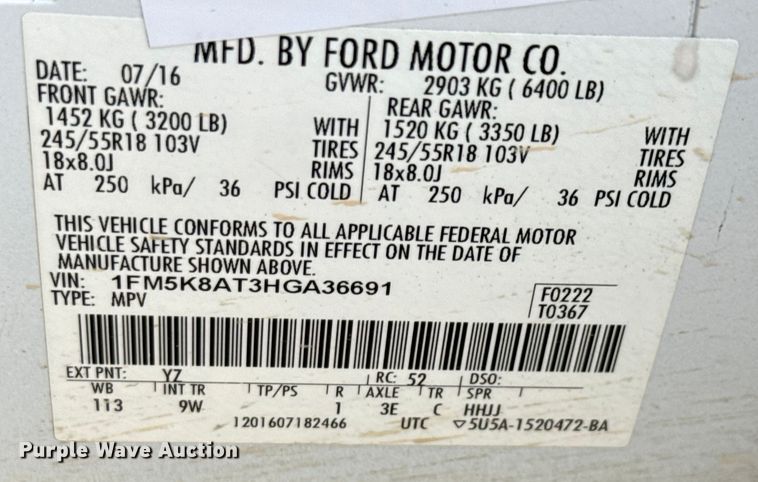 MFD. BY FORD MOTOR CO.
DATE: 07/16 GVWR: 2903 KG ( 6400 LB)
FRONT GAWR: REAR GAWR:
1452 KG ( 3200 LB) WITH 1520 KG ( 3350 LB) WITH
245/55R18 103V TIRES 245/55R18 103V TIRES
18x8.0J RIMS 18x8.0J RIMS
AT 250 kPa/ 36 PSI COLD AT 250 kPa/ 36 PSI COLD
THIS VEHICLE CONFORMS TO ALL APPLICABLE FEDERAL MOTOR
VEHICLE SAFETY STANDARDS IN EFFECT ON THE DATE OF
MANUFACTURE SHOWN ABOVE.
VIN: 1FM5K8AT3HGA36691
TYPE: MPV
F0222
T0367
EXT PNT: YZ RC: 52 DSO:
WB INT TR TP/PS R AXLE TR SPR
113 9W 1 3E C HHJJ
1201607182466 UTC ▽5U5A-1520472-BA
Purple Wave Auction